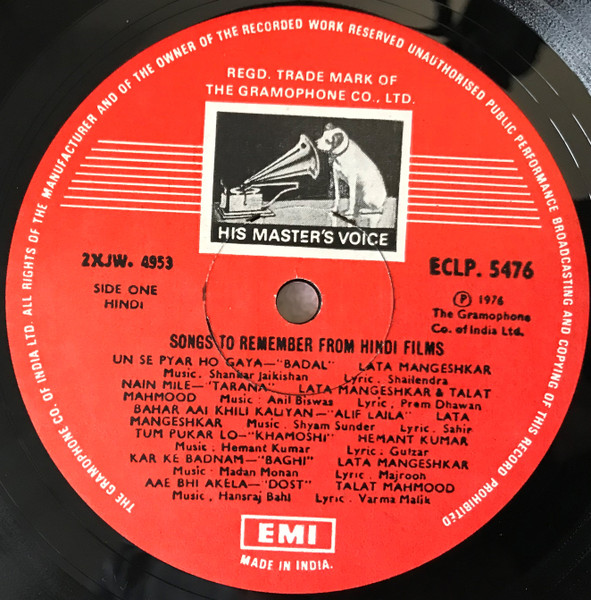 THE GRAMOPHONE CO. OF INDIA LTD. ALL RIGHTS OF THE MANUFACTURER AND OF THE OWNER OF THE RECORDED WORK RESERVED UNAUTHORISED PUBLIC PERFORMANCE BROADCASTING AND COPYING OF THIS RECORD PROHIBITED
REGD. TRADE MARK OF
THE GRAMOPHONE CO., LTD.
HIS MASTER'S VOICE
2XJW. 4953
SIDE ONE
HINDI
ECLP. 5476
Ⓟ 1976
The Gramophone
Co. of India Ltd.
SONGS TO REMEMBER FROM HINDI FILMS
UN SE PYAR HO GAYA—"BADAL" LATA MANGESHKAR
Music. Shankar Jaikishan Lyric. Shailendra
NAIN MILE—"TARANA" LATA MANGESHKAR & TALAT
MAHMOOD Music: Anil Biswas Lyric: Prem Dhawan
BAHAR AAI KHILI KALIYAN—"ALIF LAILA" LATA
MANGESHKAR Music: Shyam Sunder Lyric: Sahir
TUM PUKAR LO—"KHAMOSHI" HEMANT KUMAR
Music: Hemant Kumar Lyric: Gulzar
KAR KE BADNAM—"BAGHI" LATA MANGESHKAR
Music: Madan Monan Lyric: Majrooh
AAE BHI AKELA—"DOST" TALAT MAHMOOD
Music, Hansraj Bahl Lyric: Varma Malik
EMI
MADE IN INDIA.